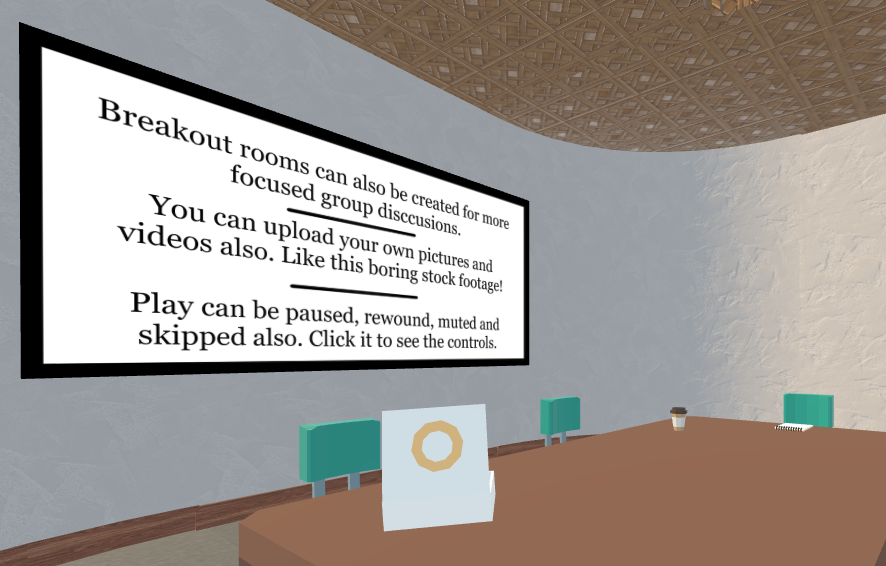 Breakout rooms can also be created for more
focused group disccusions.
You can upload your own pictures and
videos also. Like this boring stock footage!
Play can be paused, rewound, muted and
skipped also. Click it to see the controls.